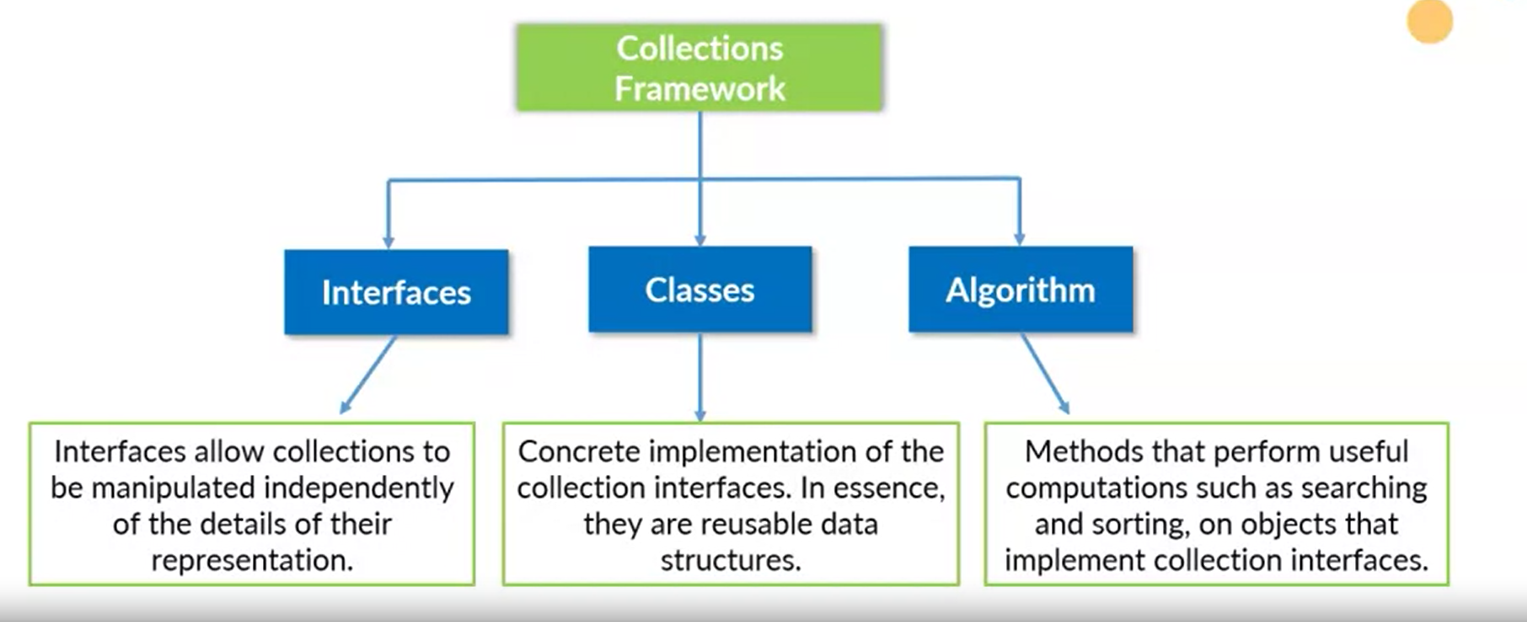 Collections
Framework
Interfaces
Classes
Algorithm
Interfaces allow collections to
be manipulated independently
of the details of their
representation.
Concrete implementation of the
collection interfaces. In essence,
they are reusable data
structures.
Methods that perform useful
computations such as searching
and sorting, on objects that
implement collection interfaces.